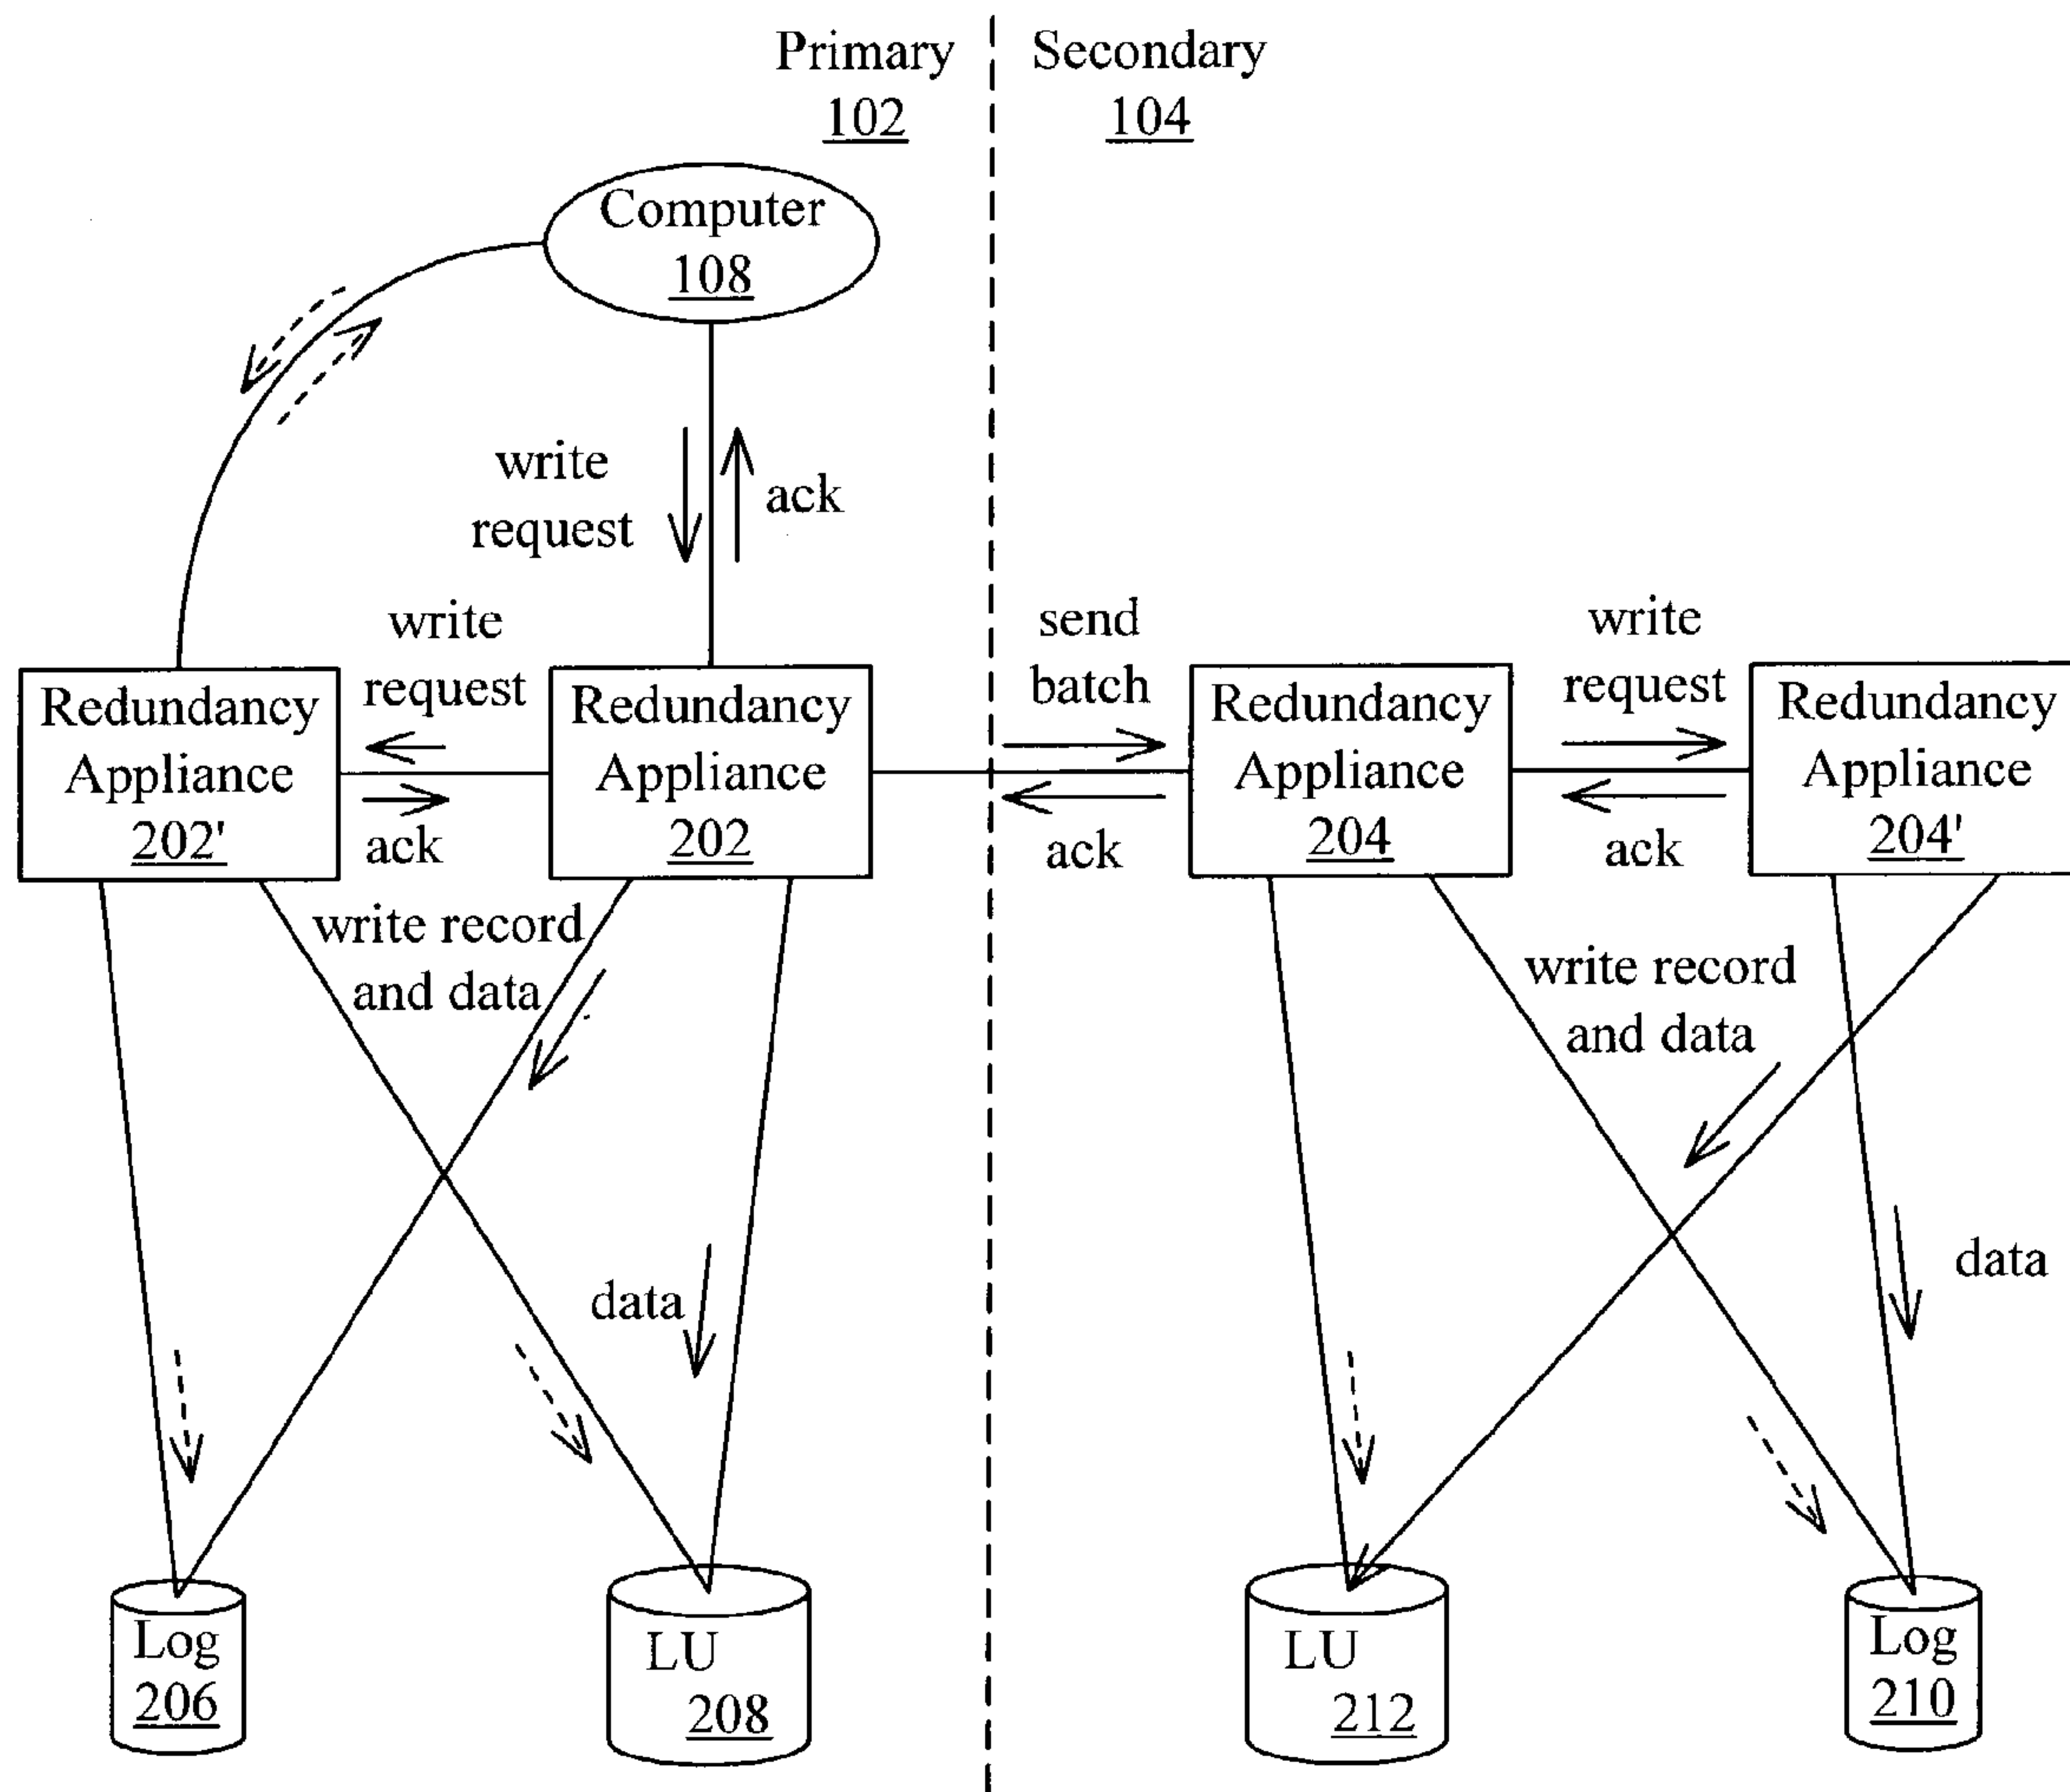 Primary
102
Secondary
104
Computer
108
write
request
ack
write
request
ack
send
batch
ack
write
request
ack
Redundancy
Appliance
202'
Redundancy
Appliance
202
Redundancy
Appliance
204
Redundancy
Appliance
204'
write record
and data
write record
and data
data
data
Log
206
LU
208
LU
212
Log
210